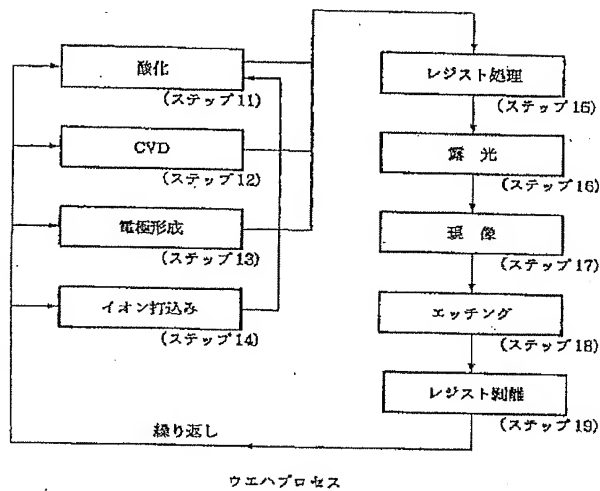 酸化
(ステップ11)
CVD
(ステップ12)
電極形成
(ステップ13)
イオン打込み
(ステップ14)
レジスト処理
(ステップ15)
露 光
(ステップ16)
現 像
(ステップ17)
エッチング
(ステップ18)
レジスト剝離
(ステップ19)
繰り返し
ウエハプロセス